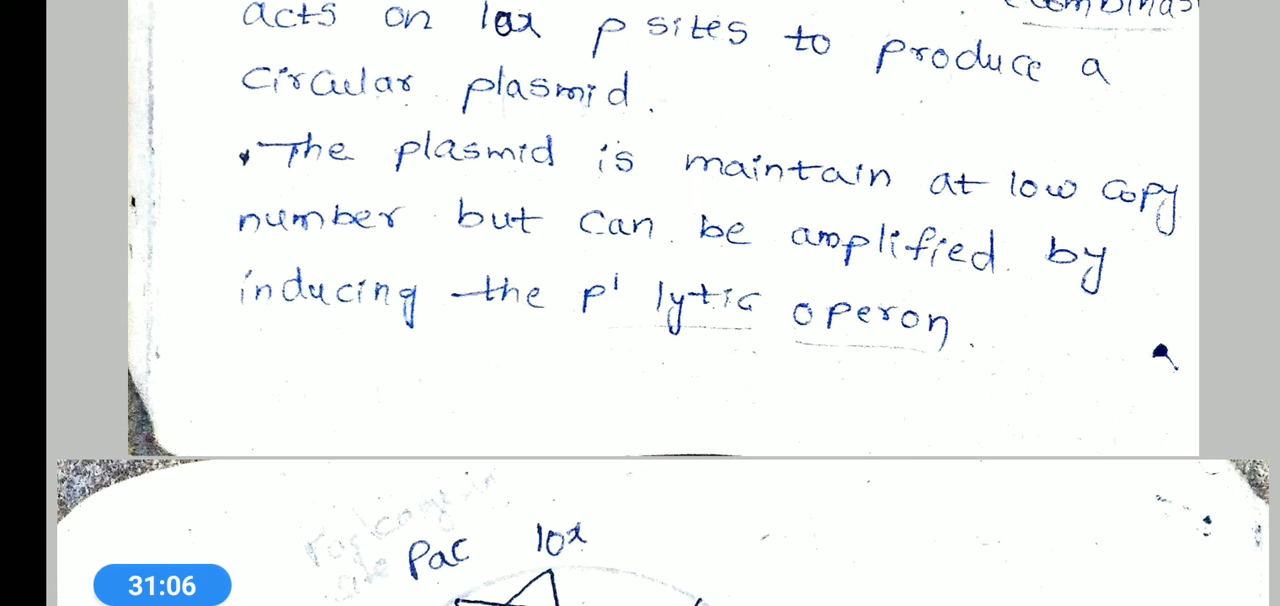 acts on lox p sites to produce a
circular plasmid.
The plasmid is maintain at low copy
number but can be amplified by
inducing the p' lytic operon.
Pac lox
31:06